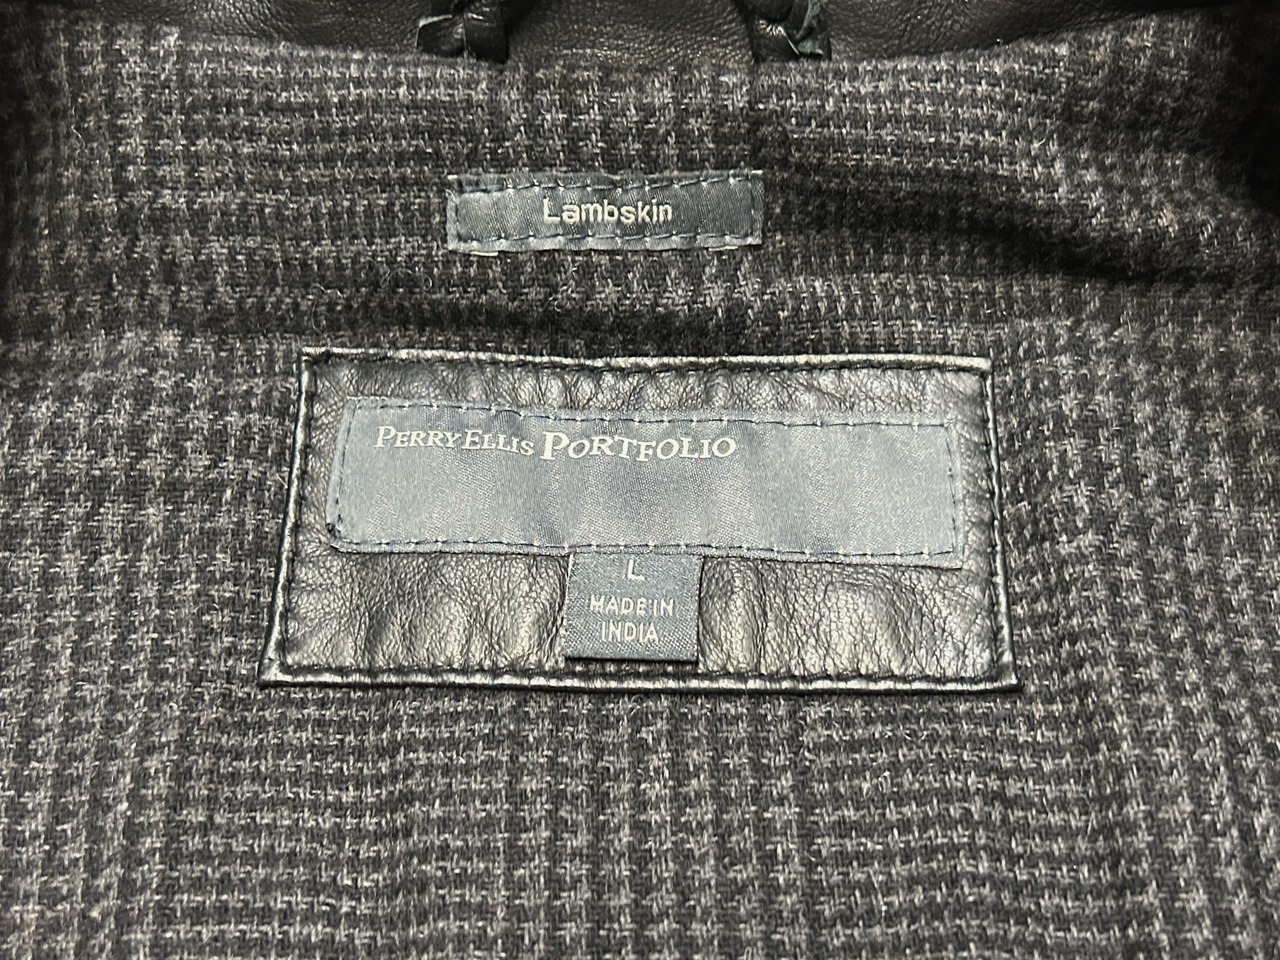 Lambskin
PERRY ELLIS PORTFOLIO
L
MADE IN
INDIA